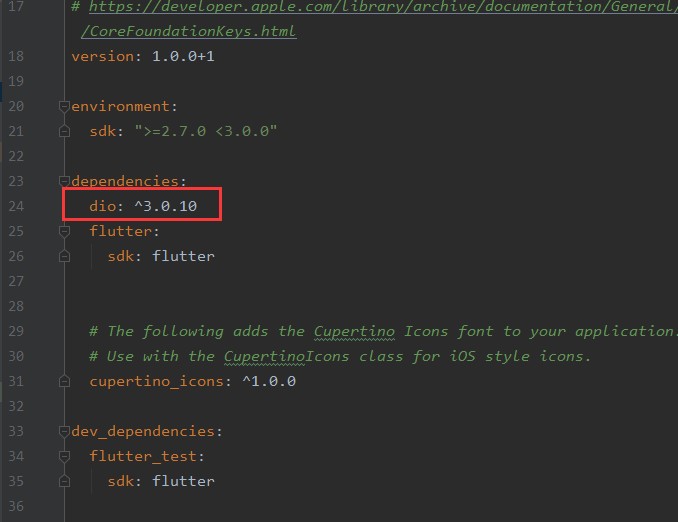 17 # https://developer.apple.com/library/archive/documentation/General/
/CoreFoundationKeys.html
18 version: 1.0.0+1
19
20 environment:
21 sdk: ">=2.7.0 <3.0.0"
22
23 dependencies:
24 dio: ^3.0.10
25 flutter:
26 sdk: flutter
27
28
29 # The following adds the Cupertino Icons font to your application.
30 # Use with the CupertinoIcons class for iOS style icons.
31 cupertino_icons: ^1.0.0
32
33 dev_dependencies:
34 flutter_test:
35 sdk: flutter
36